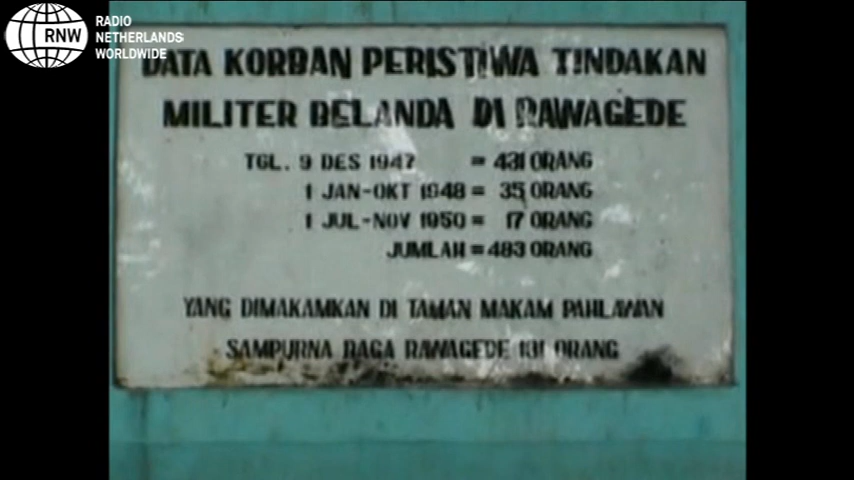 RNW
RADIO
NETHERLANDS
WORLDWIDE
DATA KORBAN PERISTIWA TINDAKAN
MILITER BELANDA DI RAWAGEDE
TGL. 9 DES 1947 = 431 ORANG
1 JAN-OKT 1948 = 35 ORANG
1 JUL-NOV 1950 = 17 ORANG
JUMLAH = 483 ORANG
YANG DIMAKAMKAN DI TAMAN MAKAM PAHLAWAN
SAMPURNA RAGA RAWAGEDE 131 ORANG